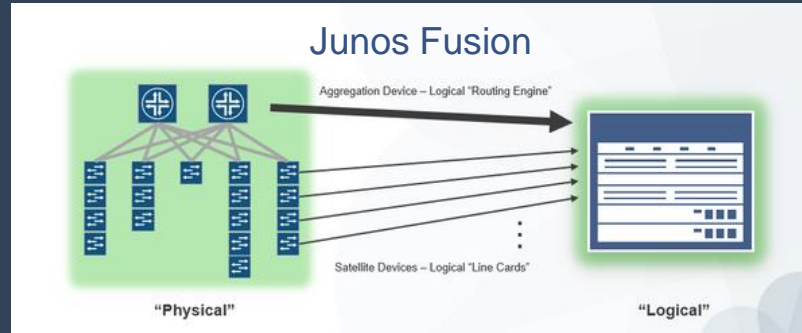 Junos Fusion
Aggregation Device – Logical "Routing Engine"
Satellite Devices – Logical "Line Cards"
"Physical"
"Logical"